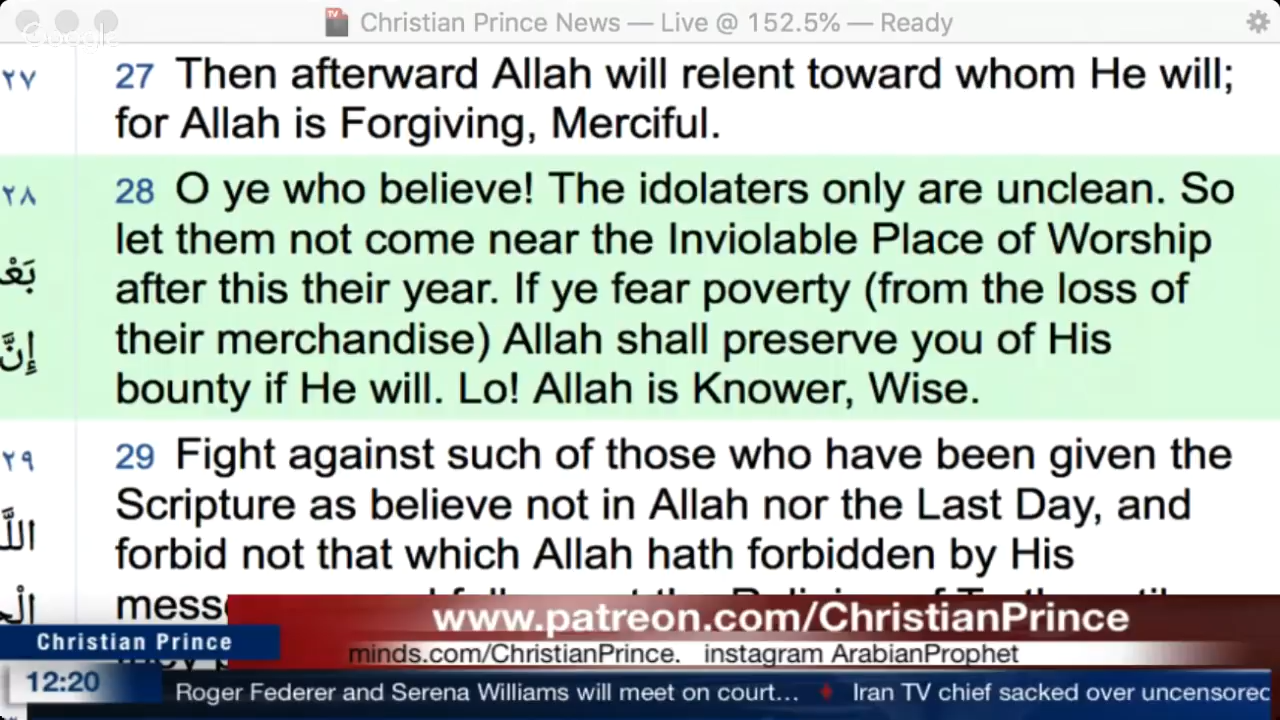 Christian Prince News — Live @ 152.5% — Ready
Google
٢٧
27 Then afterward Allah will relent toward whom He will;
for Allah is Forgiving, Merciful.
٢٨
28 O ye who believe! The idolaters only are unclean. So
let them not come near the Inviolable Place of Worship
after this their year. If ye fear poverty (from the loss of
their merchandise) Allah shall preserve you of His
bounty if He will. Lo! Allah is Knower, Wise.
إِنَّ
٢٩
29 Fight against such of those who have been given the
Scripture as believe not in Allah nor the Last Day, and
forbid not that which Allah hath forbidden by His
www.patreon.com/ChristianPrince
Christian Prince
minds.com/ChristianPrince. instagram ArabianProphet
12:20
Roger Federer and Serena Williams will meet on court... Iran TV chief sacked over uncensored